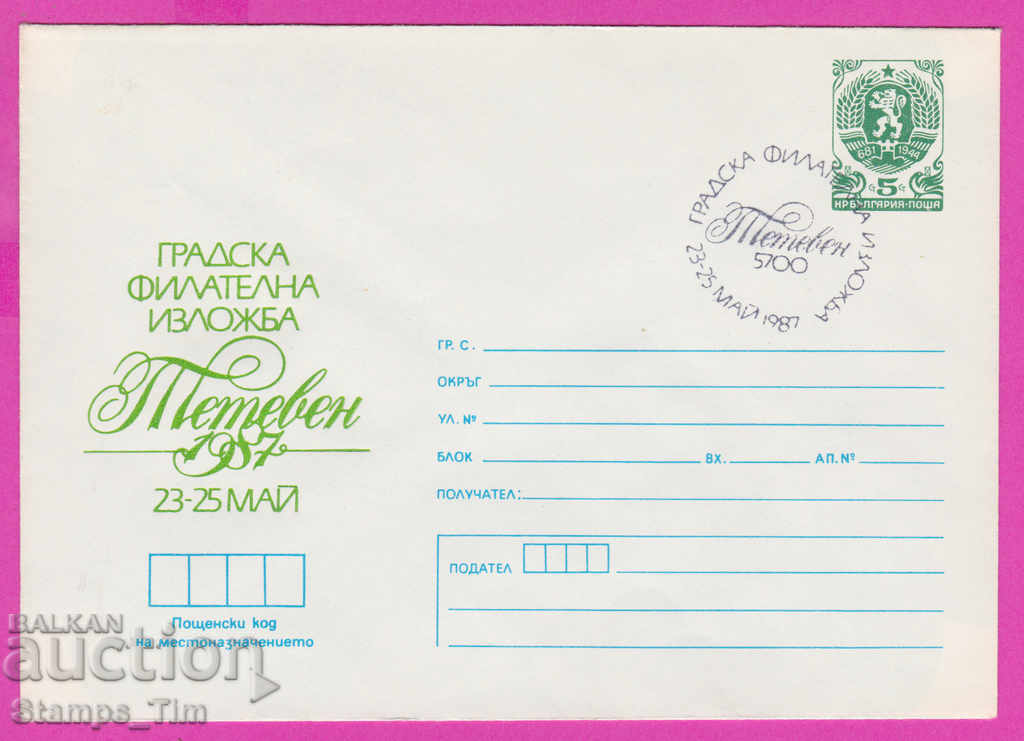 681 1944
5
НР БЪЛГАРИЯ·ПОЩА
ГРАДСКА ФИЛАТЕЛНА ИЗЛОЖБА
Тетевен
5700
23-25 МАЙ 1987
ГРАДСКА
ФИЛАТЕЛНА
ИЗЛОЖБА
Тетевен
1987
23-25 МАЙ
ГР. С.
ОКРЪГ
УЛ. №
БЛОК ВХ. АП. №
ПОЛУЧАТЕЛ:
ПОДАТЕЛ
Пощенски код
на местоназначението
BALKAN
auction
Stamps_Tim